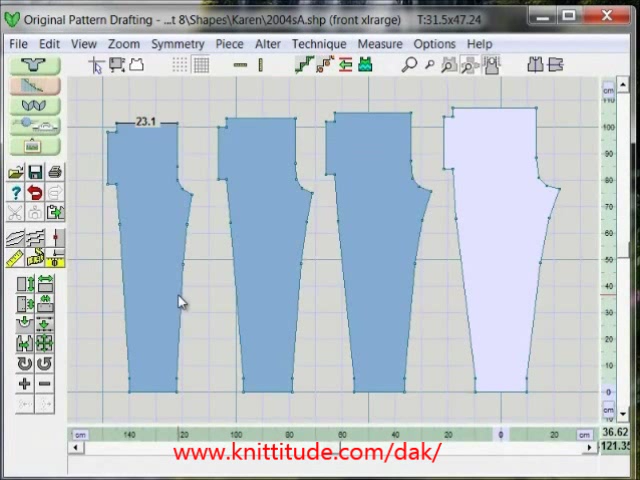 Original Pattern Drafting - ...t 8\Shapes\Karen\2004sA.shp (front xlrarge) T:31.5x47.24
File Edit View Zoom Symmetry Piece Alter Technique Measure Options Help
23.1
cm
110
100
90
80
70
60
50
40
30
20
10
0
cm
cm 140 120 100 80 60 40 20 0 20 cm
36.62
121.35
www.knittitude.com/dak/